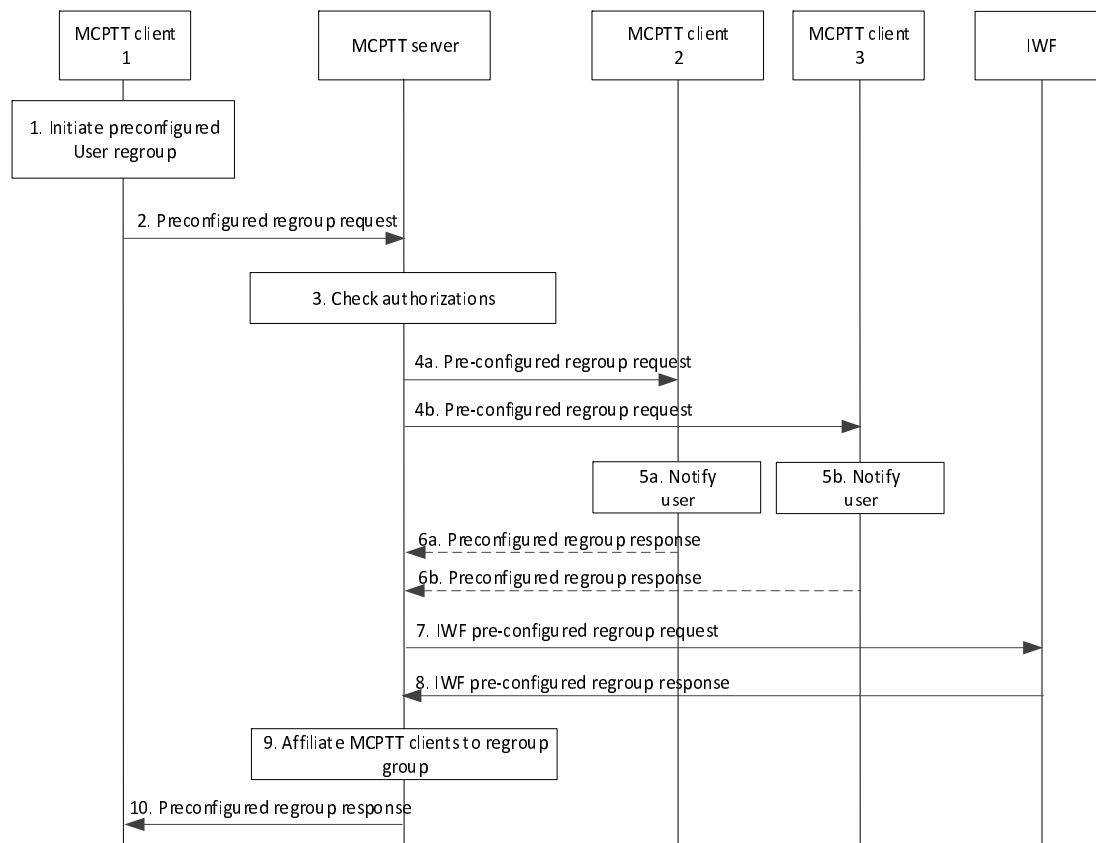 MCPTT client
1
MCPTT server
MCPTT client
2
MCPTT client
3
IWF
1. Initiate preconfigured
User regroup
2. Preconfigured regroup request
3. Check authorizations
4a. Pre-configured regroup request
4b. Pre-configured regroup request
5a. Notify
user
5b. Notify
user
6a. Preconfigured regroup response
6b. Preconfigured regroup response
7. IWF pre-configured regroup request
8. IWF pre-configured regroup response
9. Affiliate MCPTT clients to regroup
group
10. Preconfigured regroup response